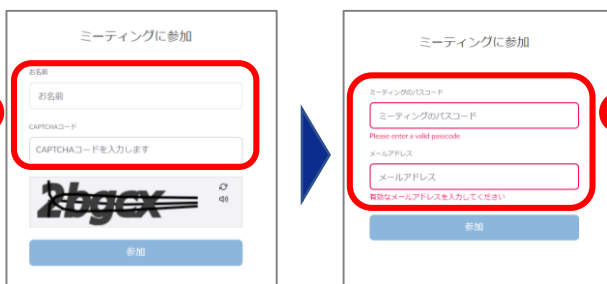 ミーティングに参加
お名前
お名前
CAPTCHAコード
CAPTCHAコードを入力します
2bgcx
参加
ミーティングに参加
ミーティングのパスコード
ミーティングのパスコード
Please enter a valid passcode
メールアドレス
メールアドレス
有効なメールアドレスを入力してください
参加